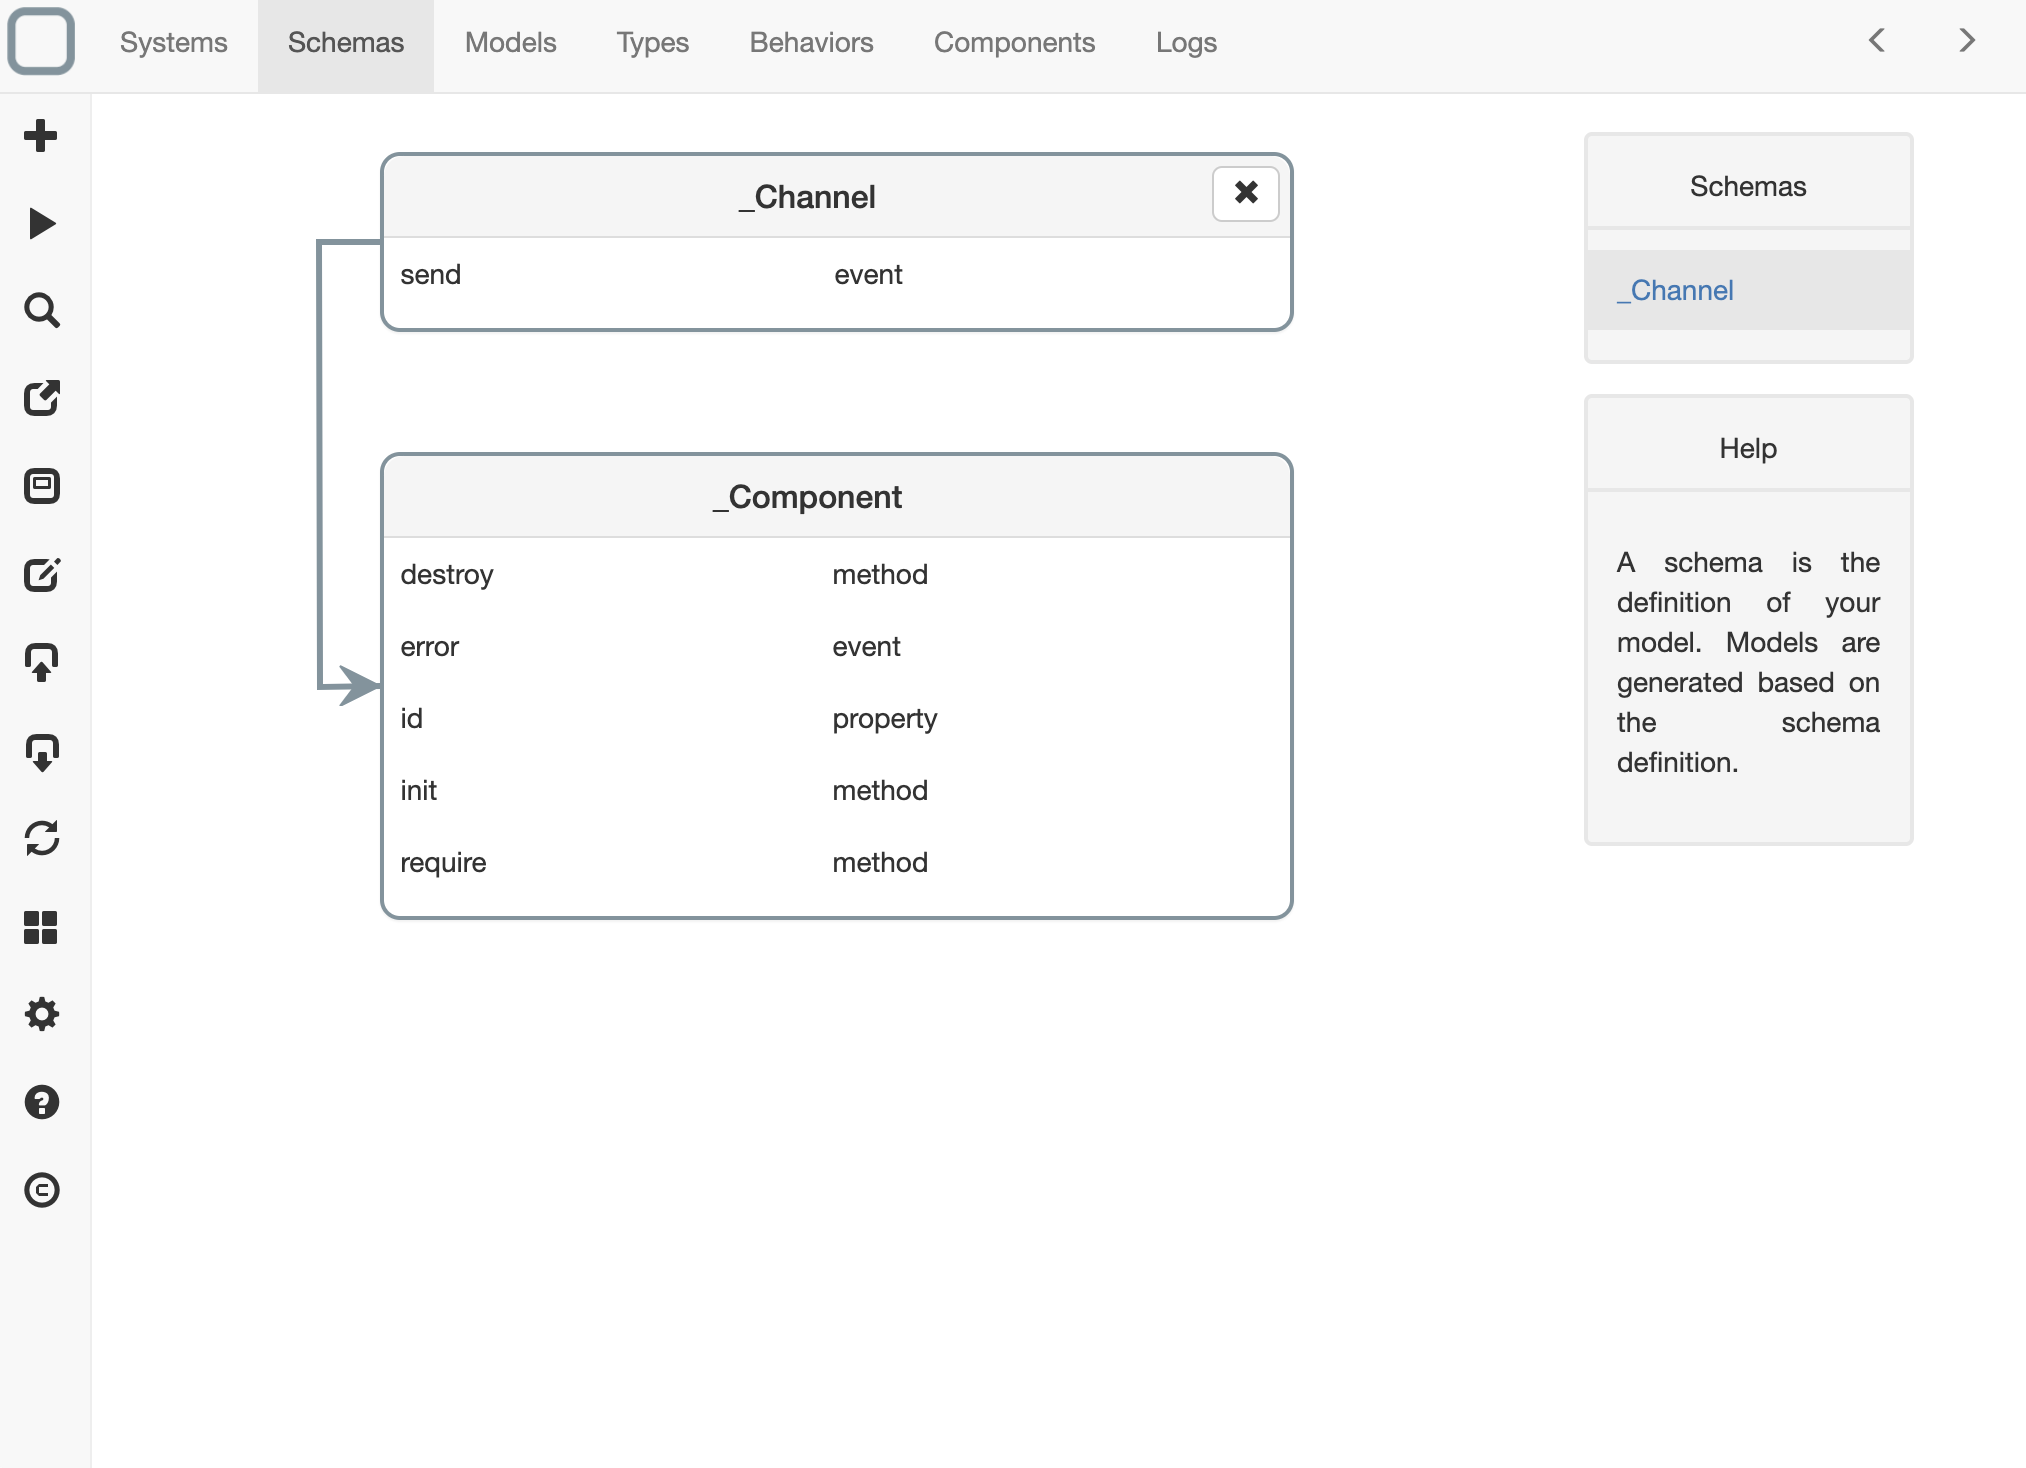 Systems Schemas Models Types Behaviors Components Logs
_Channel
send event
_Component
destroy method
error event
id property
init method
require method
Schemas
_Channel
Help
A schema is the
definition of your
model. Models are
generated based on
the schema
definition.